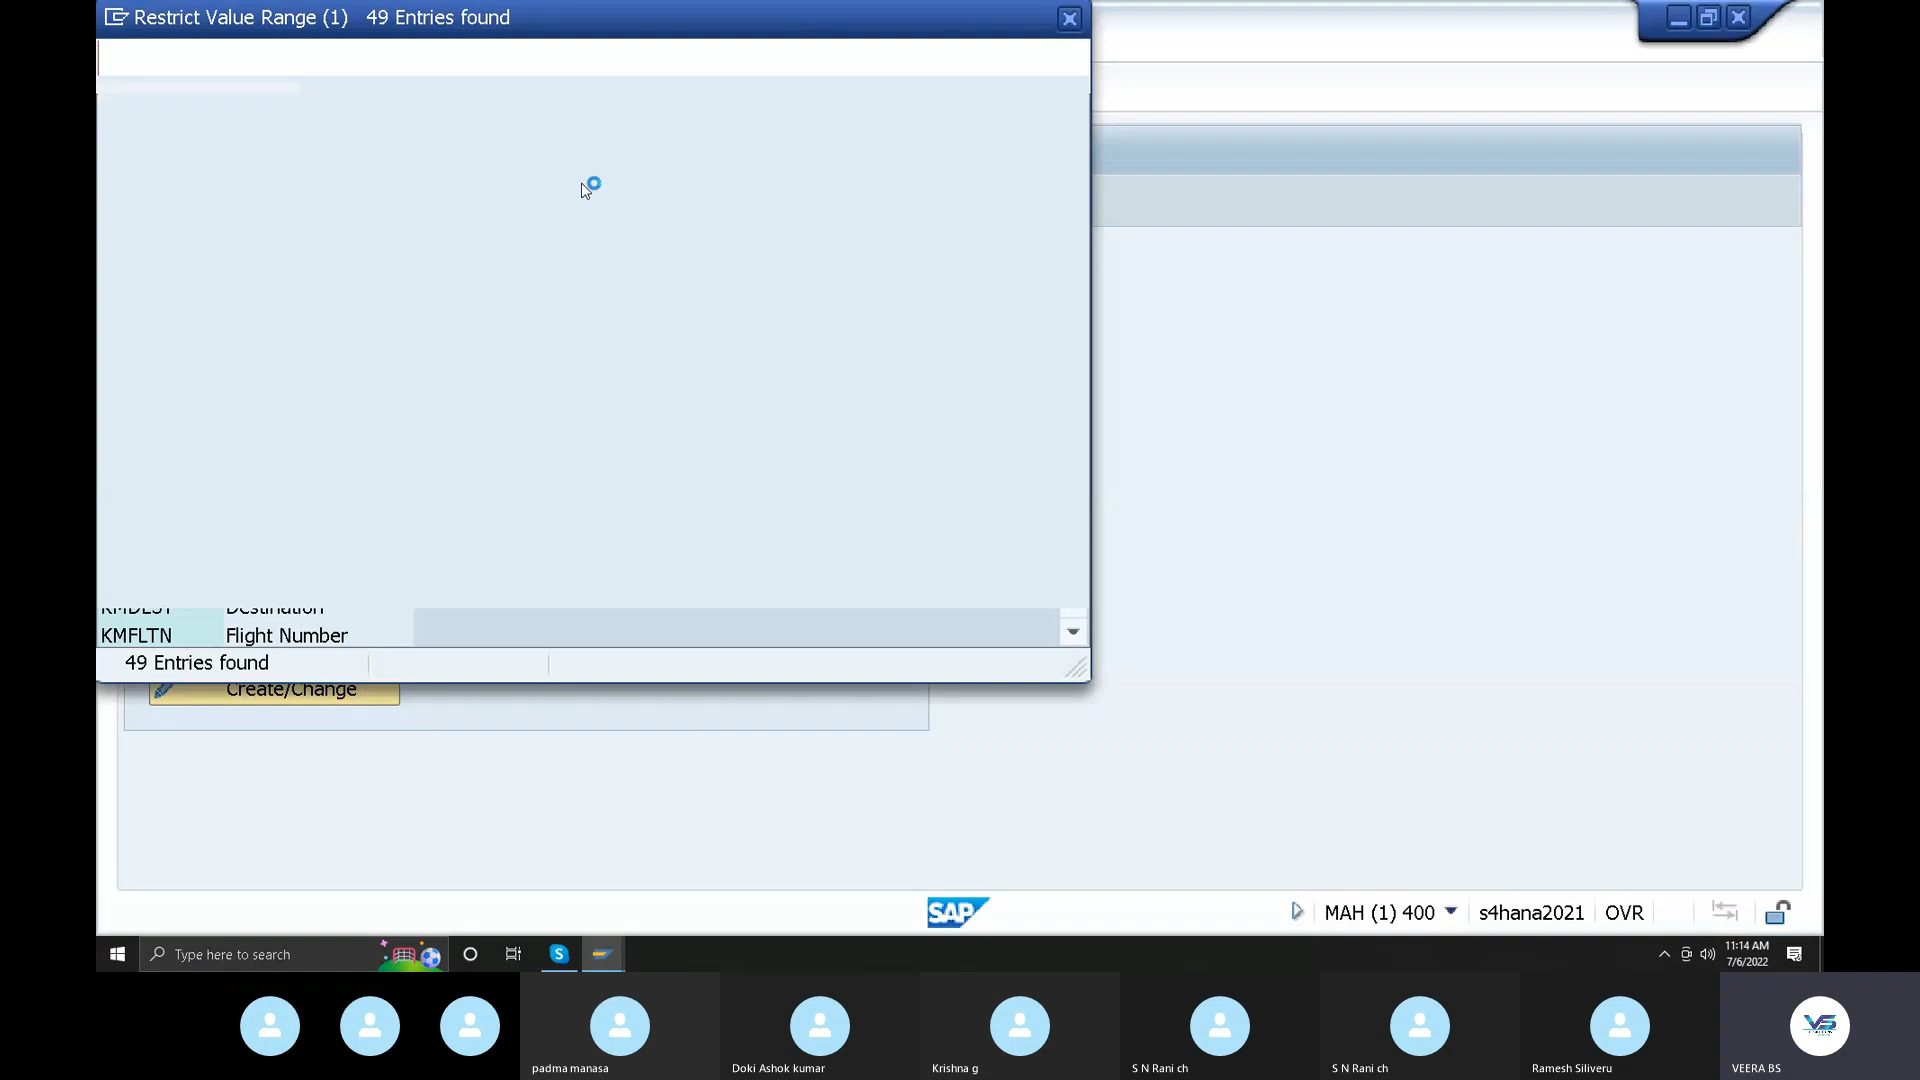 Restrict Value Range (1) 49 Entries found
KMDEST Destination
KMFLTN Flight Number
49 Entries found
Create/Change
SAP
MAH (1) 400
s4hana2021
OVR
Type here to search
11:14 AM
7/6/2022
padma manasa
Doki Ashok kumar
Krishna g
S N Rani ch
S N Rani ch
Ramesh Siliveru
VEERA BS